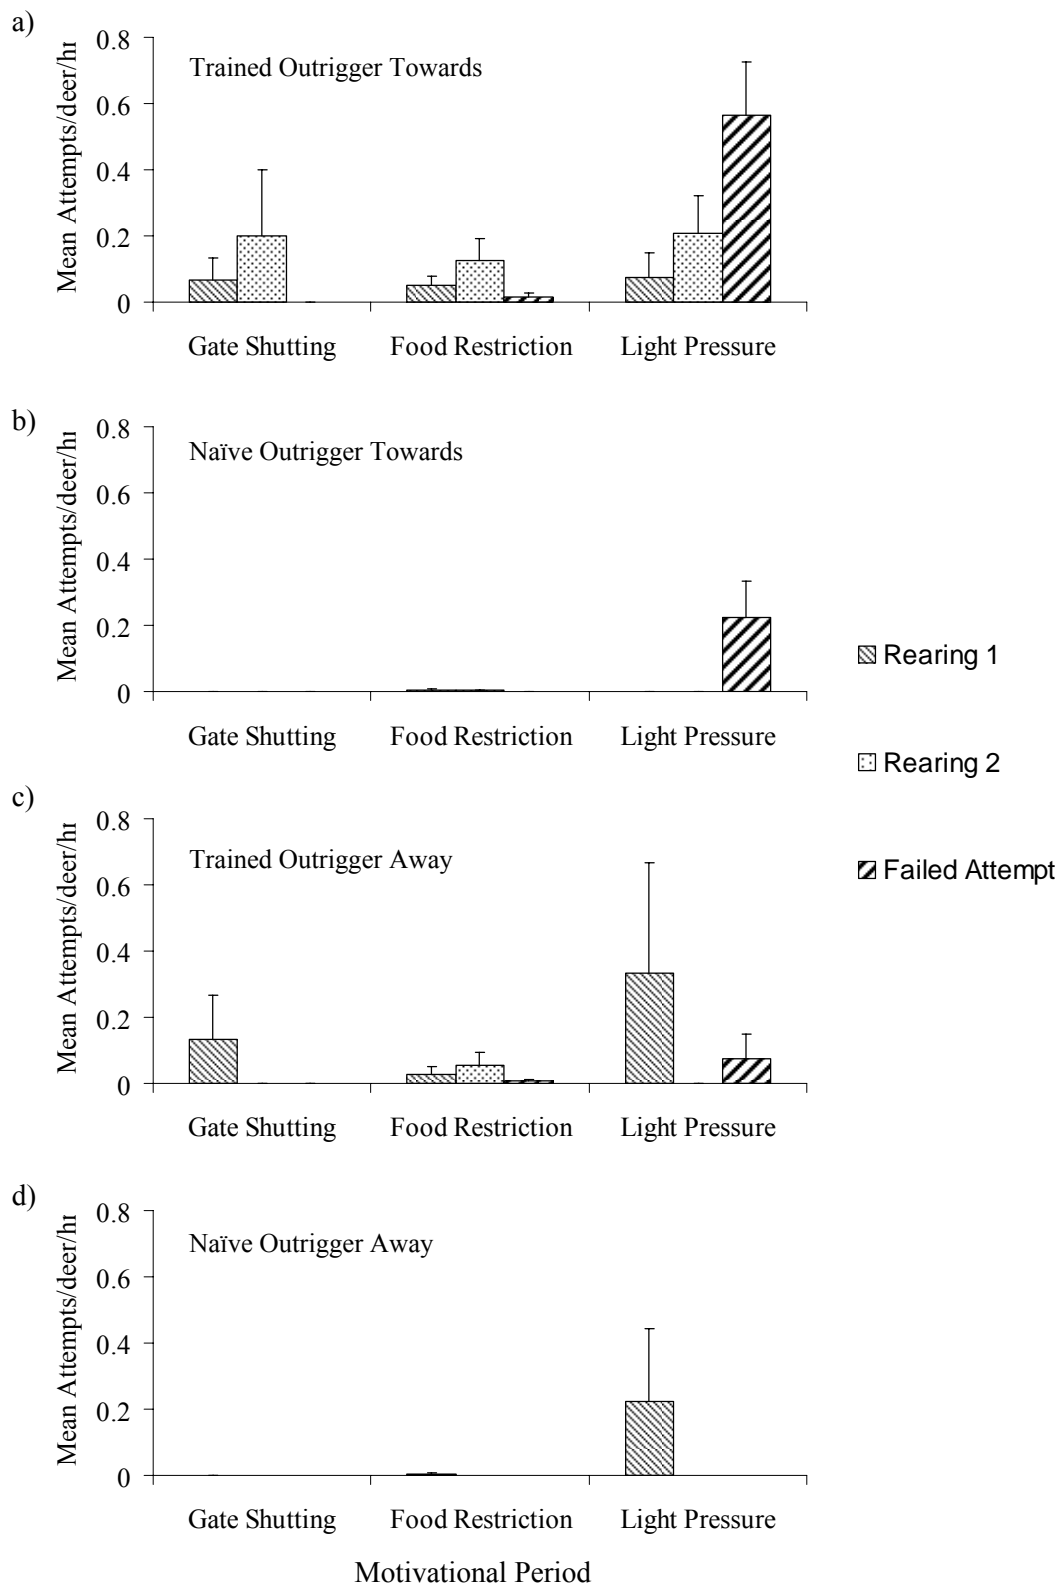 a)
0.8
0.6
0.4
0.2
0
Mean Attempts/deer/hr
Trained Outrigger Towards
Gate Shutting Food Restriction Light Pressure
b)
0.8
0.6
0.4
0.2
0
Mean Attempts/deer/hr
Naïve Outrigger Towards
Gate Shutting Food Restriction Light Pressure
Rearing 1
Rearing 2
Failed Attempt
c)
0.8
0.6
0.4
0.2
0
Mean Attempts/deer/hr
Trained Outrigger Away
Gate Shutting Food Restriction Light Pressure
d)
0.8
0.6
0.4
0.2
0
Mean Attempts/deer/hr
Naïve Outrigger Away
Gate Shutting Food Restriction Light Pressure
Motivational Period